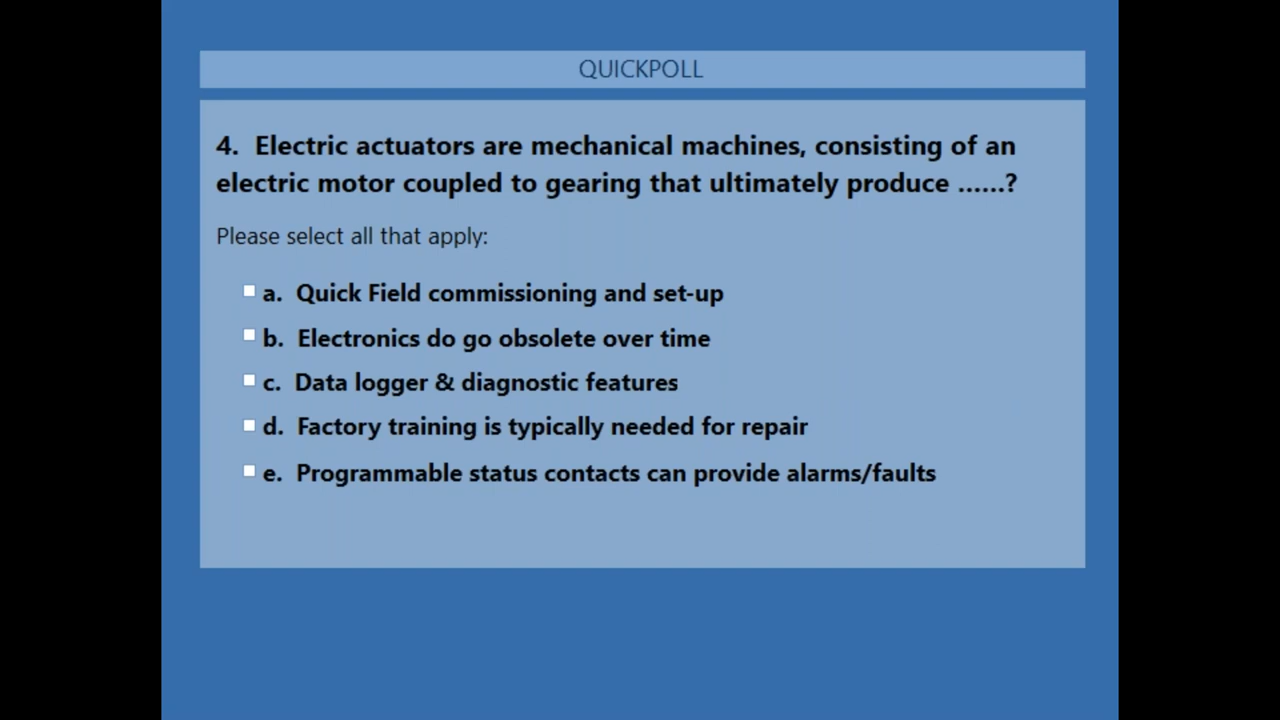 QUICKPOLL
4. Electric actuators are mechanical machines, consisting of an
electric motor coupled to gearing that ultimately produce ......?
Please select all that apply:
a. Quick Field commissioning and set-up
b. Electronics do go obsolete over time
c. Data logger & diagnostic features
d. Factory training is typically needed for repair
e. Programmable status contacts can provide alarms/faults